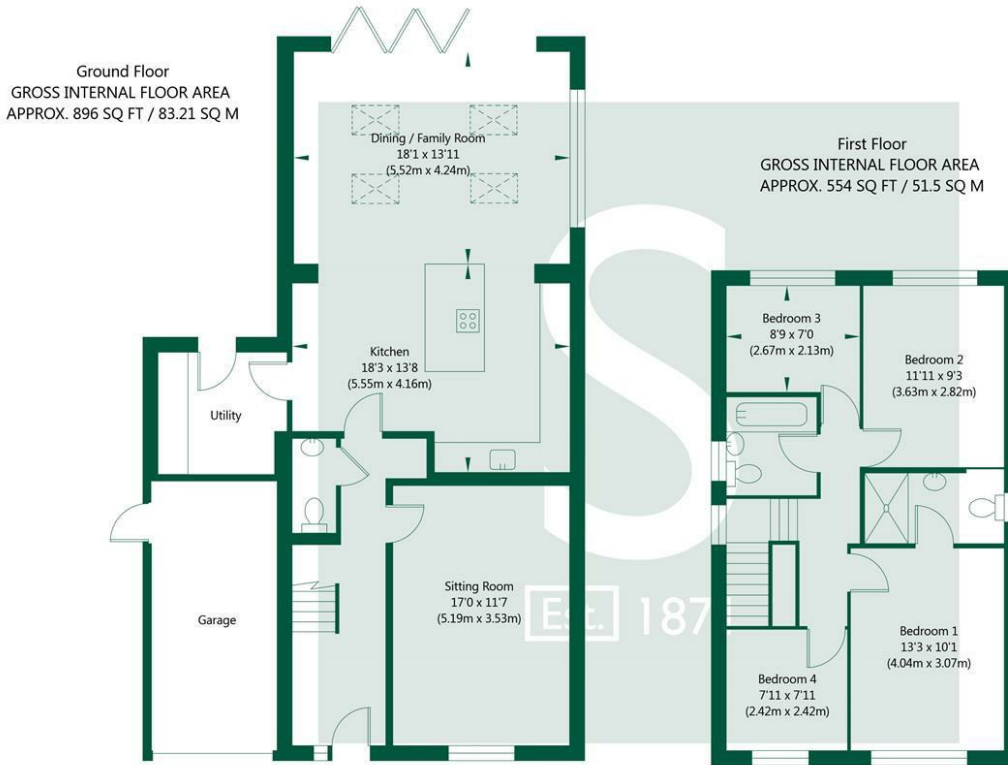 Ground Floor
GROSS INTERNAL FLOOR AREA
APPROX. 896 SQ FT / 83.21 SQ M
Dining / Family Room
18'1 x 13'11
(5.52m x 4.24m)
First Floor
GROSS INTERNAL FLOOR AREA
APPROX. 554 SQ FT / 51.5 SQ M
Kitchen
18'3 x 13'8
(5.55m x 4.16m)
Utility
Garage
Sitting Room
17'0 x 11'7
(5.19m x 3.53m)
Bedroom 3
8'9 x 7'0
(2.67m x 2.13m)
Bedroom 2
11'11 x 9'3
(3.63m x 2.82m)
Bedroom 1
13'3 x 10'1
(4.04m x 3.07m)
Bedroom 4
7'11 x 7'11
(2.42m x 2.42m)
S
Est. 1871